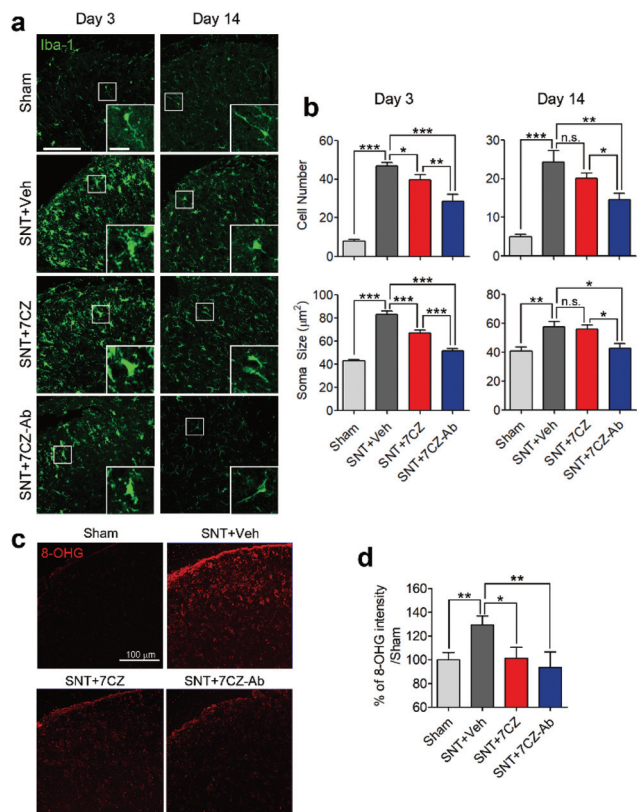 a
Day 3 Day 14
Iba-1
Sham
SNT+Veh
SNT+7CZ
SNT+7CZ-Ab
b
Day 3 Day 14
Cell Number
60
40
20
0
***
*
***
**
30
20
10
0
***
n.s.
**
*
Soma Size (μm²)
100
80
60
40
20
0
***
***
***
***
80
60
40
20
0
**
n.s.
*
*
Sham SNT+Veh SNT+7CZ SNT+7CZ-Ab
Sham SNT+Veh SNT+7CZ SNT+7CZ-Ab
c
Sham SNT+Veh
8-OHG
100 μm
SNT+7CZ SNT+7CZ-Ab
d
% of 8-OHG intensity
/Sham
160
140
120
100
80
60
**
*
**
Sham SNT+Veh SNT+7CZ SNT+7CZ-Ab